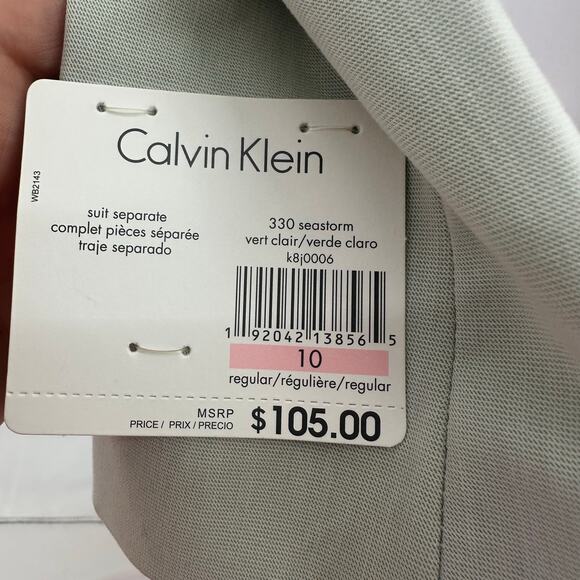 Calvin Klein
WB2143
suit separate
complet pièces séparée
traje separado
330 seastorm
vert clair/verde claro
k8j0006
1 92042 13856 5
10
regular/régulière/regular
MSRP
PRICE / PRIX / PRECIO
$105.00